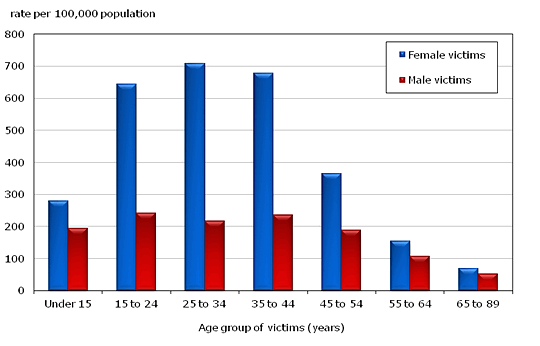 rate per 100,000 population
800
700
600
500
400
300
200
100
0
Female victims
Male victims
Under 15 15 to 24 25 to 34 35 to 44 45 to 54 55 to 64 65 to 89
Age group of victims (years)